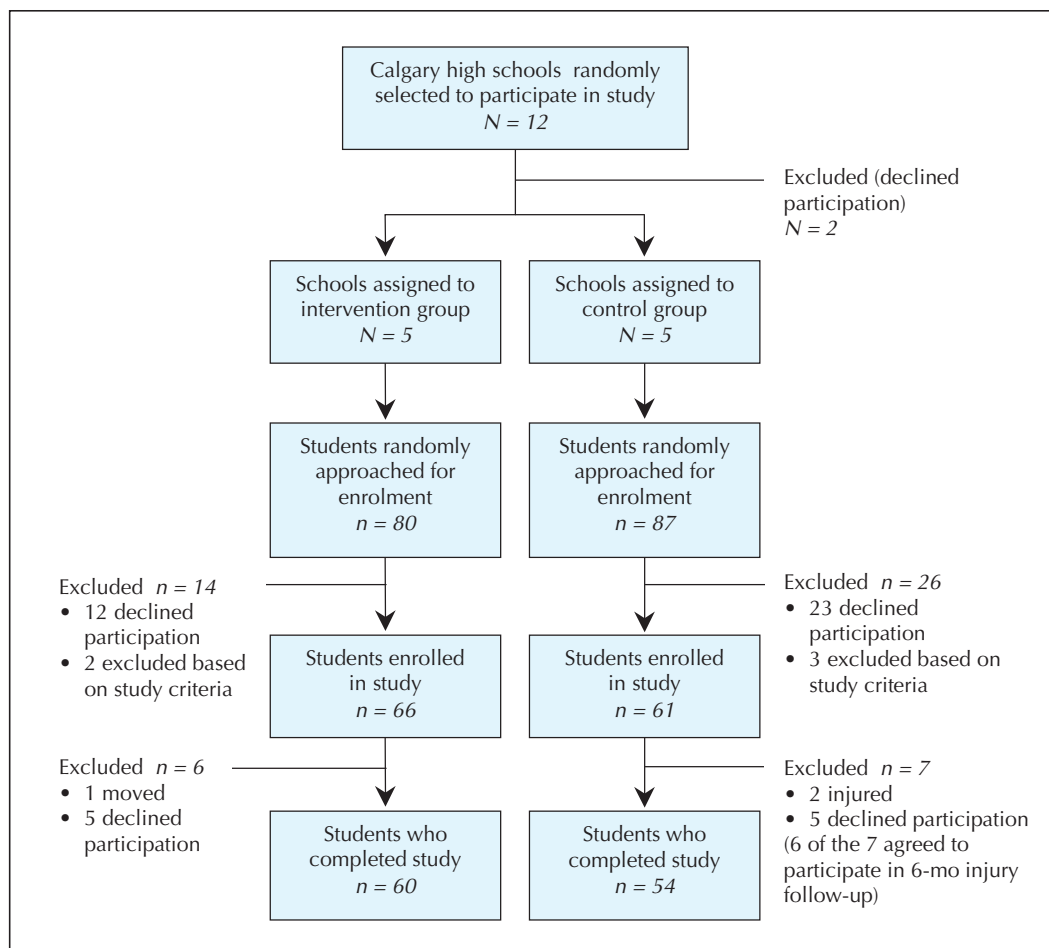 Calgary high schools randomly
selected to participate in study
N = 12
Excluded (declined
participation)
N = 2
Schools assigned to
intervention group
N = 5
Schools assigned to
control group
N = 5
Students randomly
approached for
enrolment
n = 80
Students randomly
approached for
enrolment
n = 87
Excluded n = 14
• 12 declined
participation
• 2 excluded based
on study criteria
Excluded n = 26
• 23 declined
participation
• 3 excluded based on
study criteria
Students enrolled
in study
n = 66
Students enrolled
in study
n = 61
Excluded n = 6
• 1 moved
• 5 declined
participation
Excluded n = 7
• 2 injured
• 5 declined participation
(6 of the 7 agreed to
participate in 6-mo injury
follow-up)
Students who
completed study
n = 60
Students who
completed study
n = 54